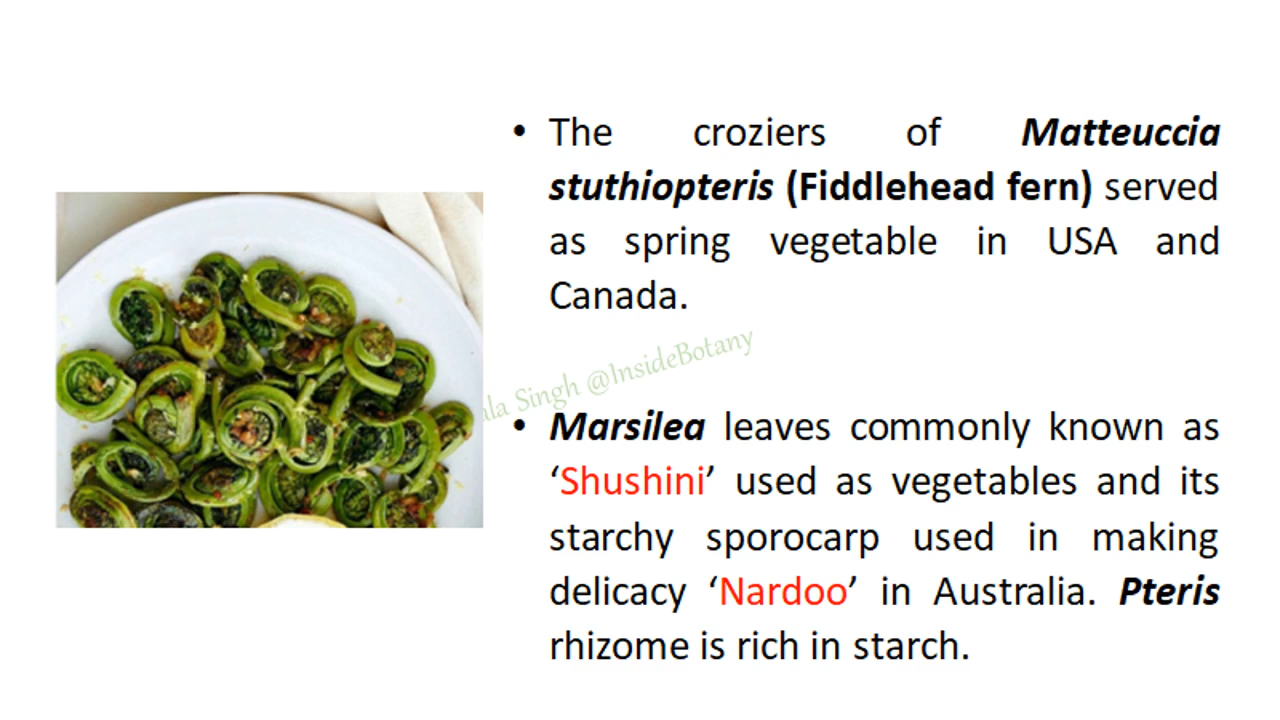 • The croziers of Matteuccia
stuthiopteris (Fiddlehead fern) served
as spring vegetable in USA and
Canada.
Singh @InsideBotany
• Marsilea leaves commonly known as
‘Shushini’ used as vegetables and its
starchy sporocarp used in making
delicacy ‘Nardoo’ in Australia. Pteris
rhizome is rich in starch.